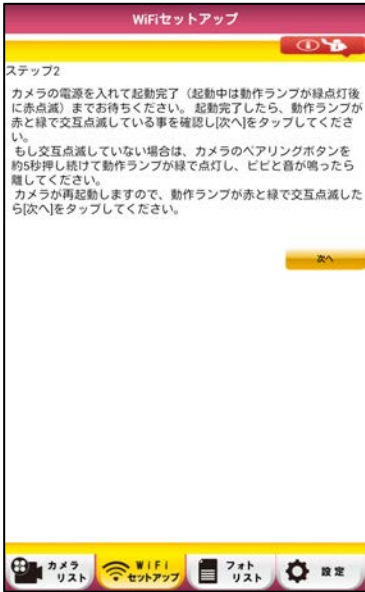 WiFiセットアップ
ステップ2
カメラの電源を入れて起動完了（起動中は動作ランプが緑点灯後
に赤点滅）までお待ちください。 起動完了したら、動作ランプが
赤と緑で交互点滅している事を確認し[次へ]をタップしてくださ
い。
もし交互点滅していない場合は、カメラのペアリングボタンを
約5秒押し続けて動作ランプが緑で点灯し、ピピと音が鳴ったら
離してください。
カメラが再起動しますので、動作ランプが赤と緑で交互点滅した
ら[次へ]をタップしてください。
次へ
カメラ
リスト
WiFi
セットアップ
フォト
リスト
設定